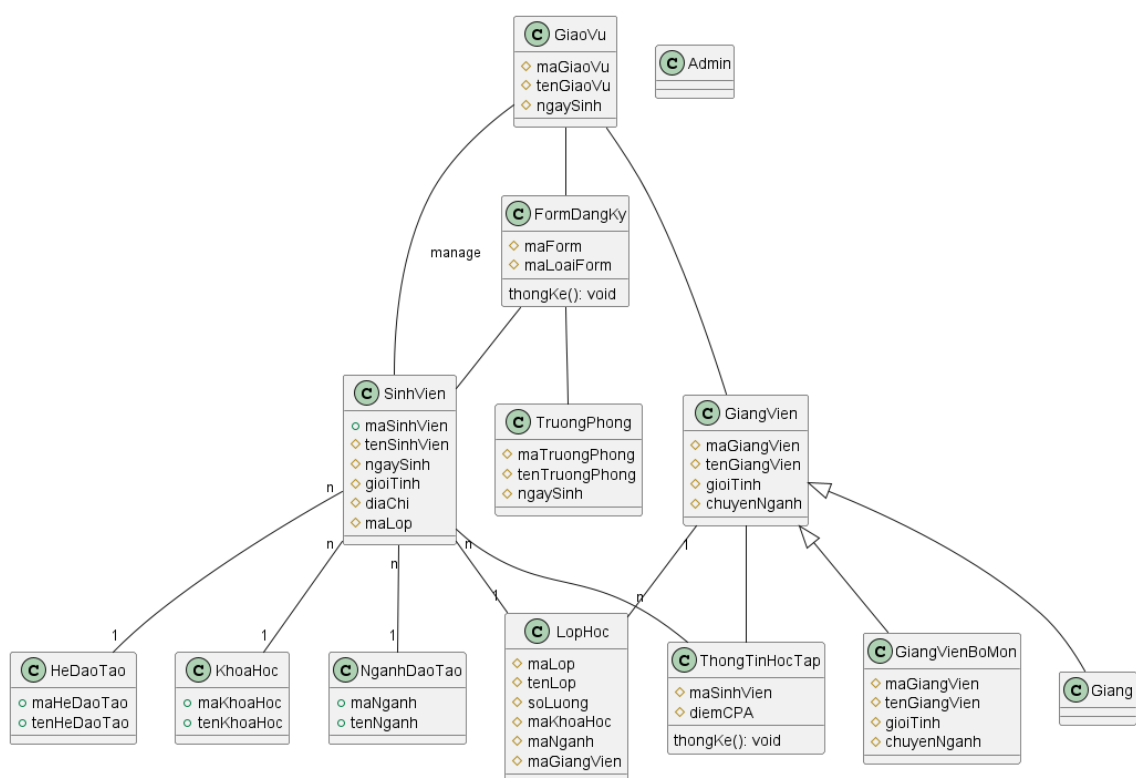 GiaoVu
maGiaoVu
tenGiaoVu
ngaySinh
Admin
manage
FormDangKy
maForm
maLoaiForm
thongKe(): void
SinhVien
maSinhVien
tenSinhVien
ngaySinh
gioiTinh
diaChi
maLop
TruongPhong
maTruongPhong
tenTruongPhong
ngaySinh
GiangVien
maGiangVien
tenGiangVien
gioiTinh
chuyenNganh
n
n
n
n
1
1
1
1
1
n
HeDaoTao
maHeDaoTao
tenHeDaoTao
KhoaHoc
maKhoaHoc
tenKhoaHoc
NganhDaoTao
maNganh
tenNganh
LopHoc
maLop
tenLop
soLuong
maKhoaHoc
maNganh
maGiangVien
ThongTinHocTap
maSinhVien
diemCPA
thongKe(): void
GiangVienBoMon
maGiangVien
tenGiangVien
gioiTinh
chuyenNganh
Giang